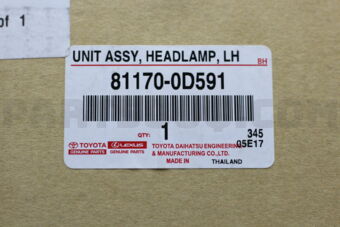 of 1
UNIT ASSY, HEADLAMP, LH
BH
81170-0D591
QTY:
1
345
05E17
TOYOTA
GENUINE PARTS
LEXUS
GENUINE PARTS
TOYOTA DAIHATSU ENGINEERING
& MANUFACTURING CO.,LTD.
MADE IN
THAILAND